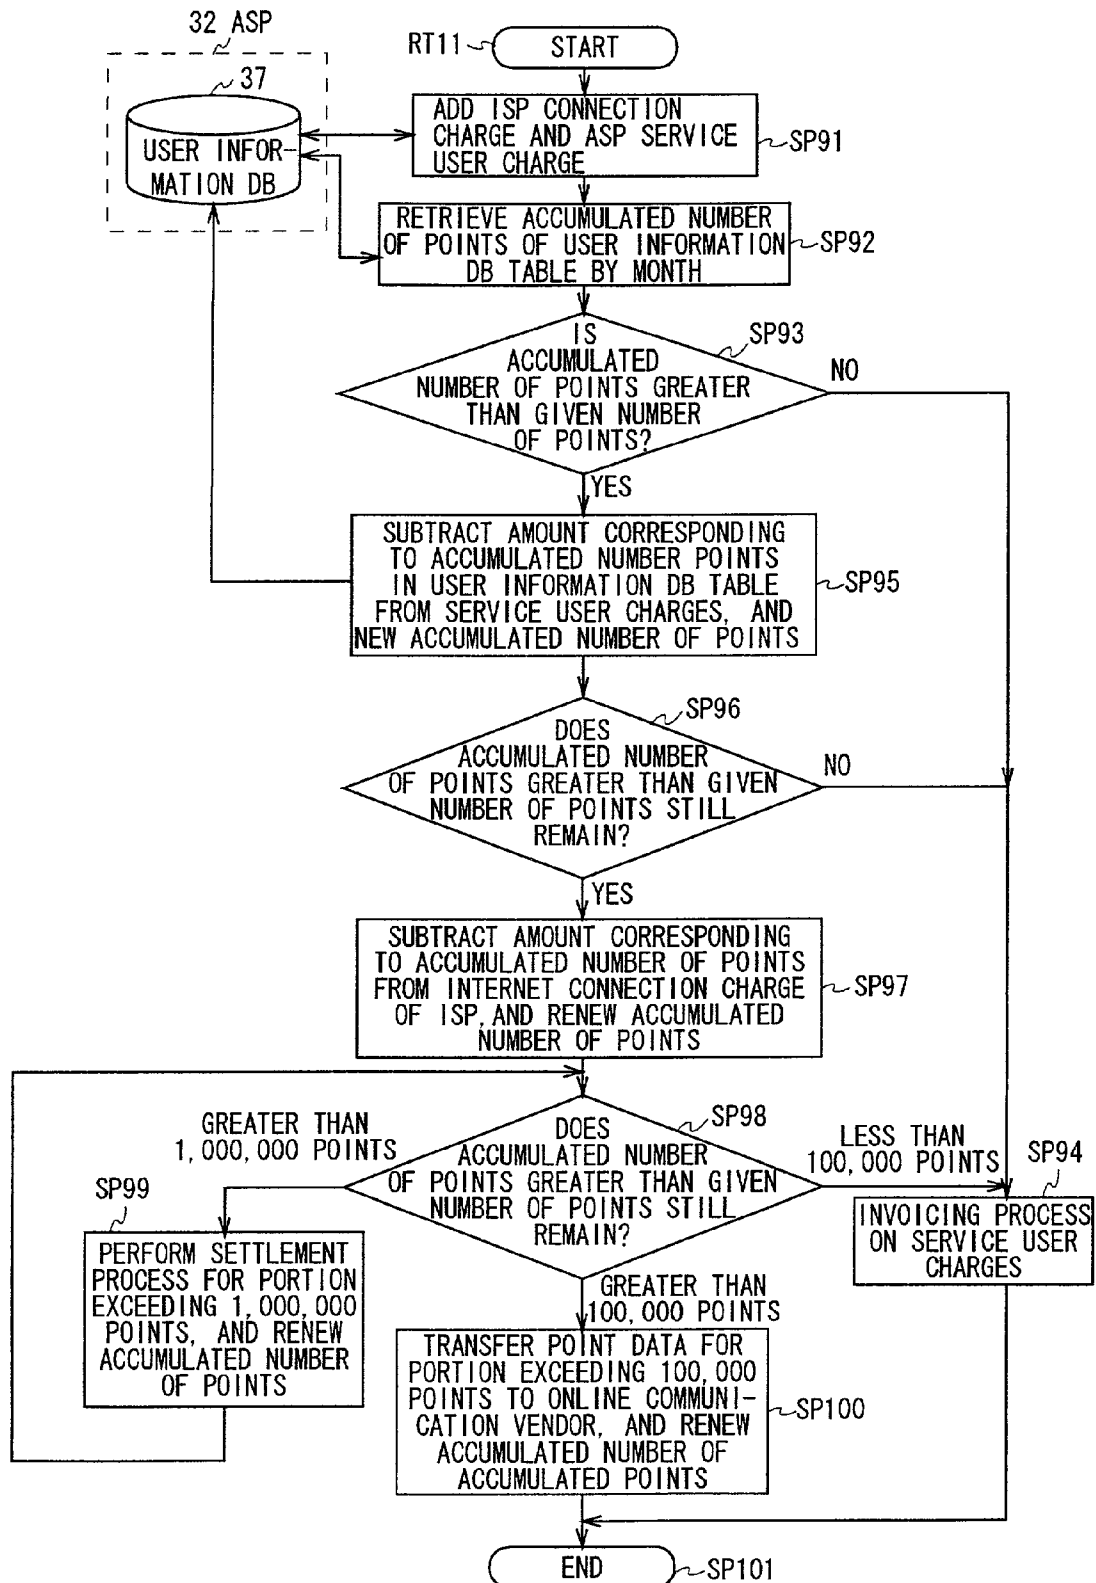 32 ASP
RT11
START
37
USER INFOR-
MATION DB
ADD ISP CONNECTION
CHARGE AND ASP SERVICE
USER CHARGE
SP91
RETRIEVE ACCUMULATED NUMBER
OF POINTS OF USER INFORMATION
DB TABLE BY MONTH
SP92
SP93
IS
ACCUMULATED
NUMBER OF POINTS GREATER
THAN GIVEN NUMBER
OF POINTS?
NO
YES
SUBTRACT AMOUNT CORRESPONDING
TO ACCUMULATED NUMBER POINTS
IN USER INFORMATION DB TABLE
FROM SERVICE USER CHARGES, AND
NEW ACCUMULATED NUMBER OF POINTS
SP95
SP96
DOES
ACCUMULATED NUMBER
OF POINTS GREATER THAN GIVEN
NUMBER OF POINTS STILL
REMAIN?
NO
YES
SUBTRACT AMOUNT CORRESPONDING
TO ACCUMULATED NUMBER OF POINTS
FROM INTERNET CONNECTION CHARGE
OF ISP, AND RENEW ACCUMULATED
NUMBER OF POINTS
SP97
GREATER THAN
1,000,000 POINTS
SP98
DOES
ACCUMULATED NUMBER
OF POINTS GREATER THAN GIVEN
NUMBER OF POINTS STILL
REMAIN?
LESS THAN
100,000 POINTS
SP94
INVOICING PROCESS
ON SERVICE USER
CHARGES
SP99
PERFORM SETTLEMENT
PROCESS FOR PORTION
EXCEEDING 1,000,000
POINTS, AND RENEW
ACCUMULATED NUMBER
OF POINTS
GREATER THAN
100,000 POINTS
TRANSFER POINT DATA FOR
PORTION EXCEEDING 100,000
POINTS TO ONLINE COMMUNI-
CATION VENDOR, AND RENEW
ACCUMULATED NUMBER OF
ACCUMULATED POINTS
SP100
END
SP101